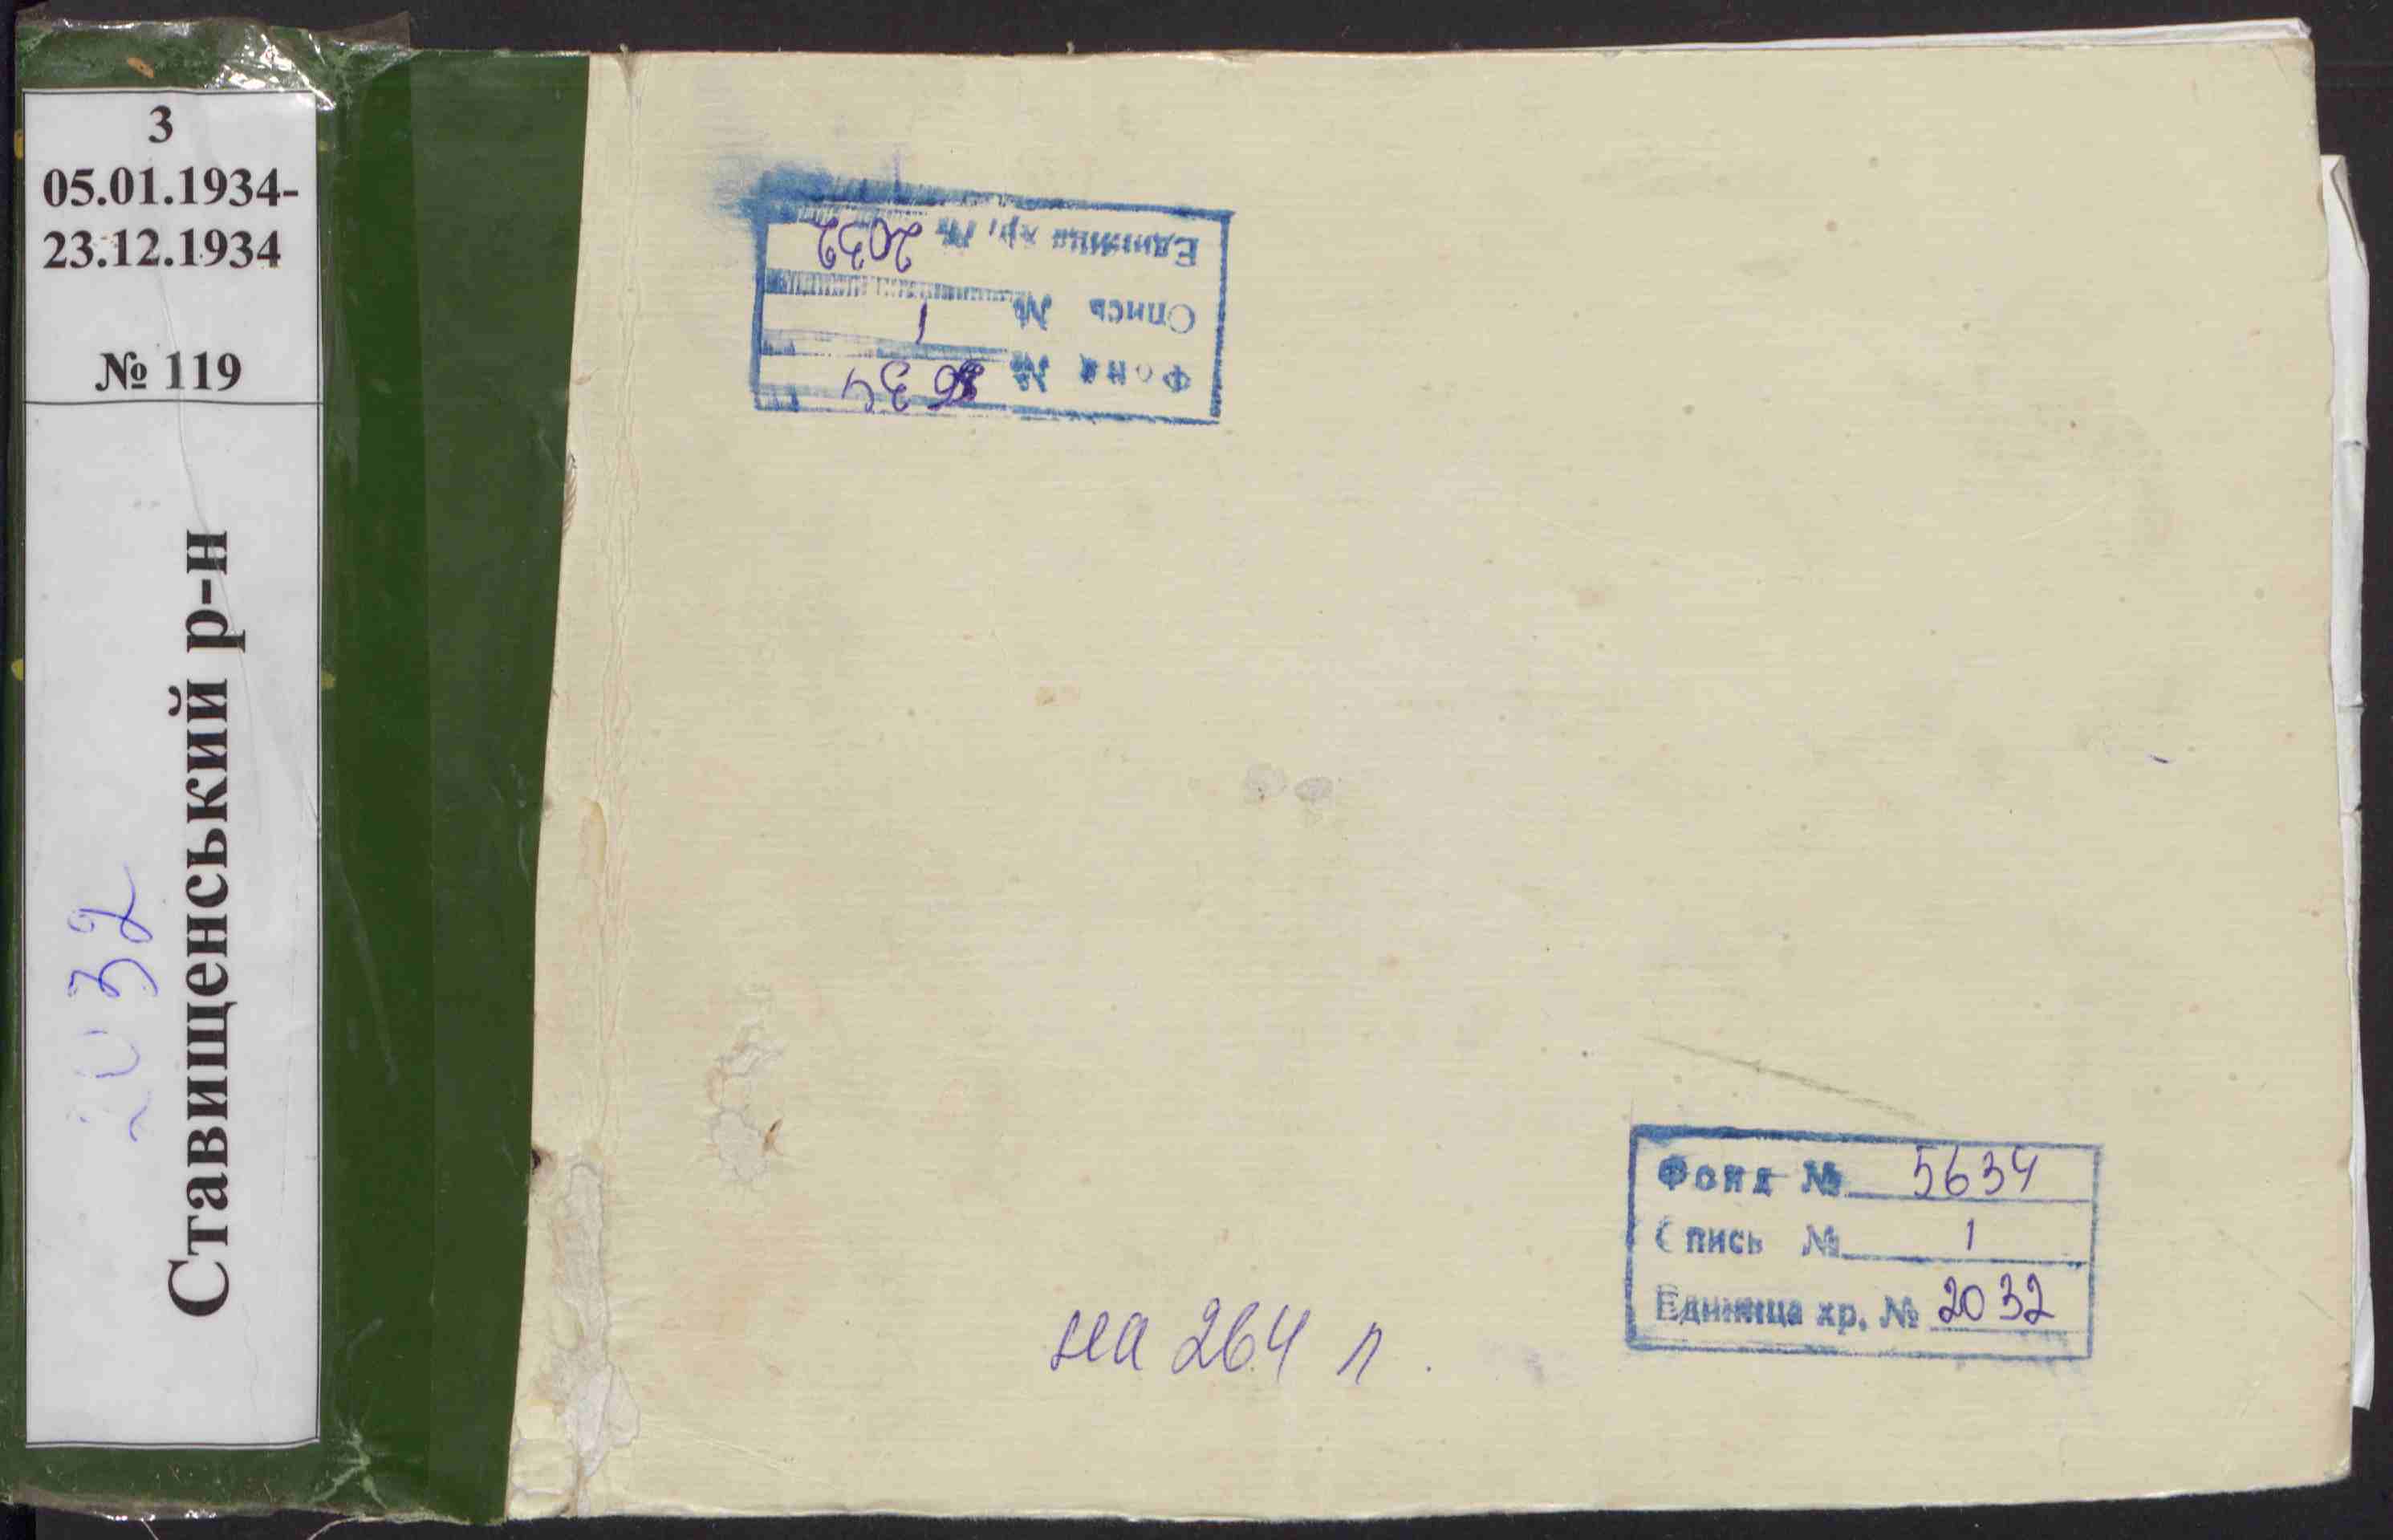 3
05.01.1934-
23.12.1934
№ 119
Ставищенський р-н
2032
Фонд № 5634
Опись № 1
Единица хр. № 2032
Фонд № 5634
Опись № 1
Единица хр. № 2032
на 264 л.